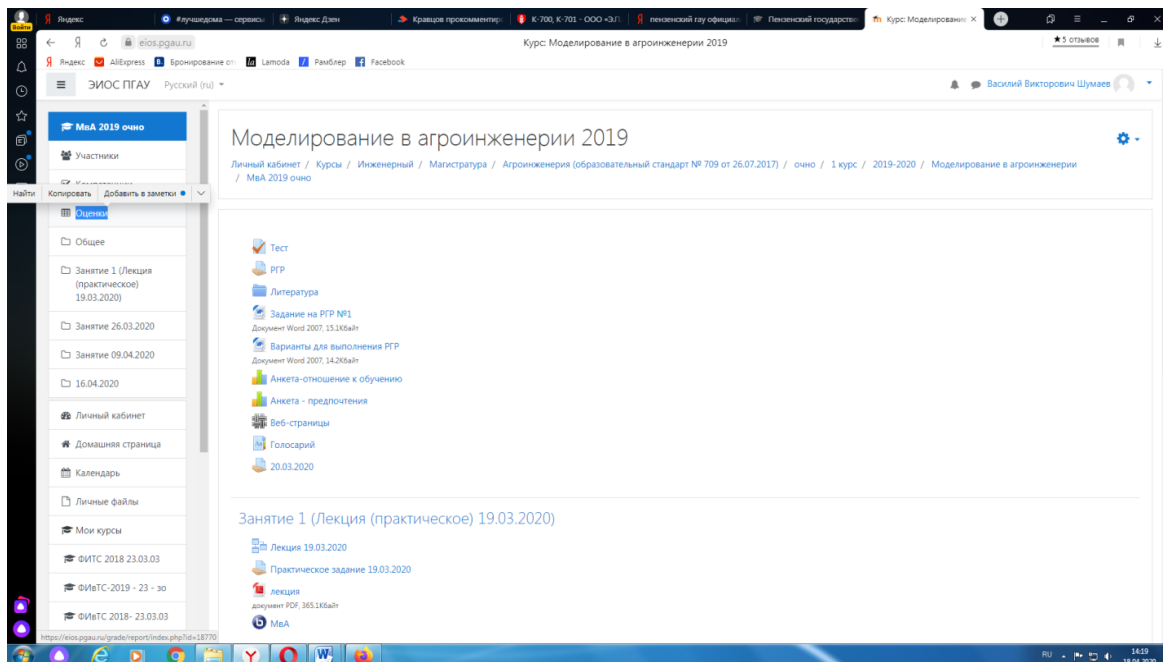 Войти
Яндекс
#лучшедома — сервисы
Яндекс Дзен
Кравцов прокомментир
К-700, К-701 - ООО «Э.П.
пензенский гау официал
Пензенский государстве
Курс: Моделирование
eios.pgau.ru
Курс: Моделирование в агроинженерии 2019
★5 отзывов
Яндекс
AliExpress
Бронирование от
Lamoda
Рамблер
Facebook
ЭИОС ПГАУ
Русский (ru)
Василий Викторович Шумаев
МвА 2019 очно
Участники
Компетенции
Найти
Копировать
Добавить в заметки
Оценки
Общее
Занятие 1 (Лекция
(практическое)
19.03.2020)
Занятие 26.03.2020
Занятие 09.04.2020
16.04.2020
Личный кабинет
Домашняя страница
Календарь
Личные файлы
Мои курсы
ФИТС 2018 23.03.03
ФИвТС-2019 - 23 - зо
ФИвТС 2018- 23.03.03
https://eios.pgau.ru/grade/report/index.php?id=18770
Моделирование в агроинженерии 2019
Личный кабинет / Курсы / Инженерный / Магистратура / Агроинженерия (образовательный стандарт № 709 от 26.07.2017) / очно / 1 курс / 2019-2020 / Моделирование в агроинженерии
/ МвА 2019 очно
Тест
РГР
Литература
Задание на РГР №1
Документ Word 2007, 15.1Кбайт
Варианты для выполнения РГР
Документ Word 2007, 14.2Кбайт
Анкета-отношение к обучению
Анкета - предпочтения
Веб-страницы
Голосарий
20.03.2020
Занятие 1 (Лекция (практическое) 19.03.2020)
Лекция 19.03.2020
Практическое задание 19.03.2020
лекция
документ PDF, 365.1Кбайт
МвА
RU
14:19
18.04.2020